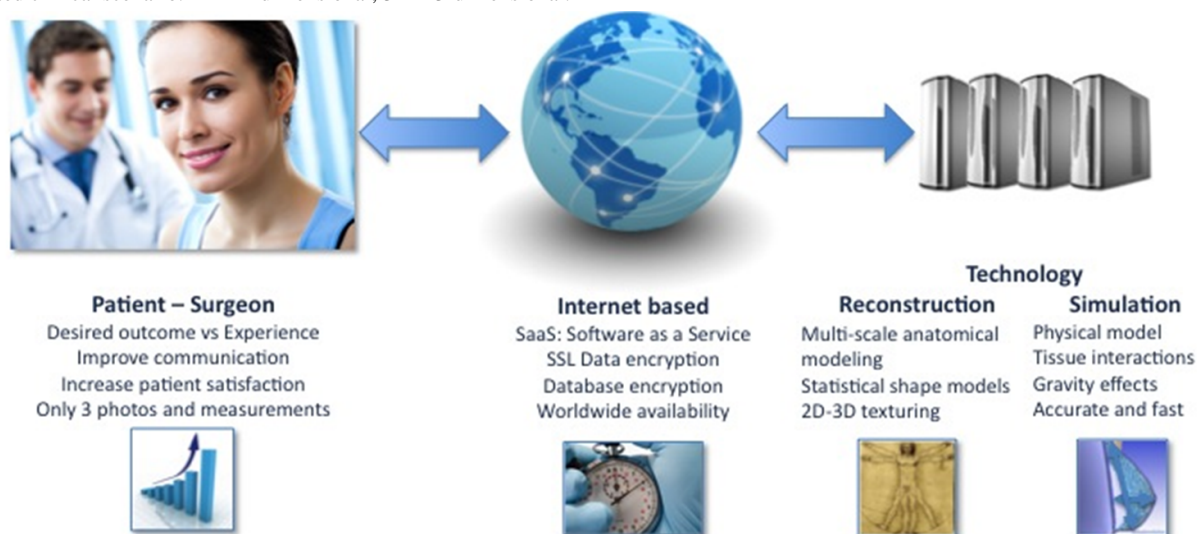 Patient – Surgeon
Desired outcome vs Experience
Improve communication
Increase patient satisfaction
Only 3 photos and measurements
Internet based
SaaS: Software as a Service
SSL Data encryption
Database encryption
Worldwide availability
Technology
Reconstruction
Multi-scale anatomical
modeling
Statistical shape models
2D-3D texturing
Simulation
Physical model
Tissue interactions
Gravity effects
Accurate and fast